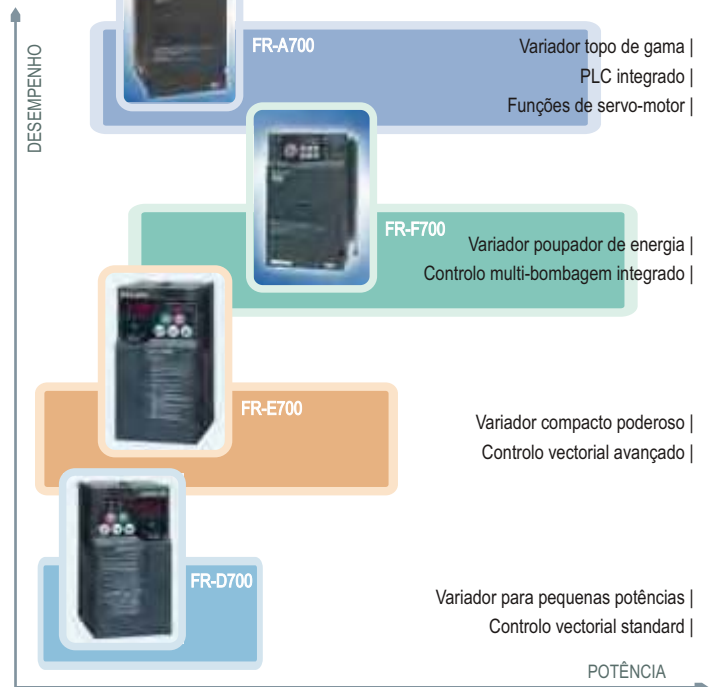 DESEMPENHO
FR-A700
Variador topo de gama |
PLC integrado |
Funções de servo-motor |
FR-F700
Variador poupador de energia |
Controlo multi-bombagem integrado |
FR-E700
Variador compacto poderoso |
Controlo vectorial avançado |
FR-D700
Variador para pequenas potências |
Controlo vectorial standard |
POTÊNCIA